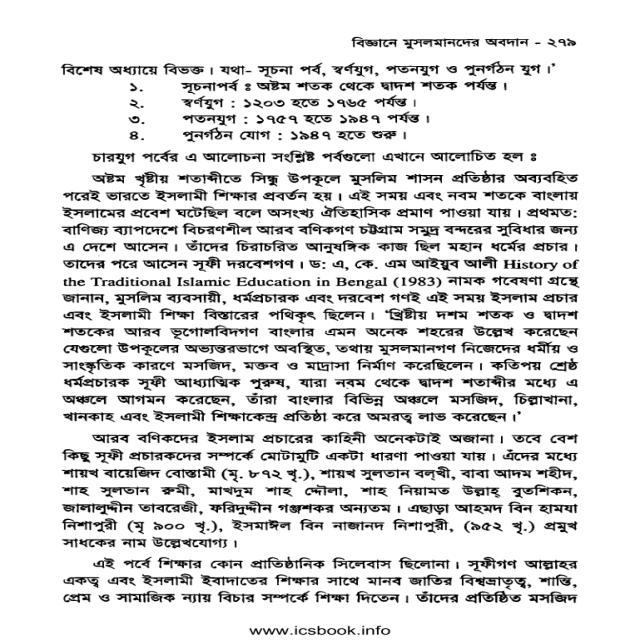 বিজ্ঞানে মুসলমানদের অবদান - ২৭৯
বিশেষ অধ্যায়ে বিভক্ত। যথা- সূচনা পর্ব, স্বর্ণযুগ, পতনযুগ ও পুনর্গঠন যুগ।’
১. সূচনাপর্ব ঃ অষ্টম শতক থেকে দ্বাদশ শতক পর্যন্ত।
২. স্বর্ণযুগ : ১২০৩ হতে ১৭৬৫ পর্যন্ত।
৩. পতনযুগ : ১৭৫৭ হতে ১৯৪৭ পর্যন্ত।
৪. পুনর্গঠন যোগ : ১৯৪৭ হতে শুরু।
চারযুগ পর্বের এ আলোচনা সংশ্লিষ্ট পর্বগুলো এখানে আলোচিত হল ঃ
অষ্টম খৃষ্টীয় শতাব্দীতে সিন্ধু উপকূলে মুসলিম শাসন প্রতিষ্ঠার অব্যবহিত
পরেই ভারতে ইসলামী শিক্ষার প্রবর্তন হয়। এই সময় এবং নবম শতকে বাংলায়
ইসলামের প্রবেশ ঘটেছিল বলে অসংখ্য ঐতিহাসিক প্রমাণ পাওয়া যায়। প্রথমত:
বাণিজ্য ব্যাপদেশে বিচরণশীল আরব বণিকগণ চট্টগ্রাম সমুদ্র বন্দরের সুবিধার জন্য
এ দেশে আসেন। তাঁদের চিরাচরিত আনুষঙ্গিক কাজ ছিল মহান ধর্মের প্রচার।
তাদের পরে আসেন সূফী দরবেশগণ। ড: এ, কে. এম আইয়ুব আলী History of
the Traditional Islamic Education in Bengal (1983) নামক গবেষণা গ্রন্থে
জানান, মুসলিম ব্যবসায়ী, ধর্মপ্রচারক এবং দরবেশ গণই এই সময় ইসলাম প্রচার
এবং ইসলামী শিক্ষা বিস্তারের পথিকৃৎ ছিলেন। ‘খ্রিষ্টীয় দশম শতক ও দ্বাদশ
শতকের আরব ভূগোলবিদগণ বাংলার এমন অনেক শহরের উল্লেখ করেছেন
যেগুলো উপকূলের অভ্যন্তরভাগে অবস্থিত, তথায় মুসলমানগণ নিজেদের ধর্মীয় ও
সাংস্কৃতিক কারণে মসজিদ, মক্তব ও মাদ্রাসা নির্মাণ করেছিলেন। কতিপয় শ্রেষ্ঠ
ধর্মপ্রচারক সূফী আধ্যাত্মিক পুরুষ, যারা নবম থেকে দ্বাদশ শতাব্দীর মধ্যে এ
অঞ্চলে আগমন করেছেন, তাঁরা বাংলার বিভিন্ন অঞ্চলে মসজিদ, চিল্লাখানা,
খানকাহ এবং ইসলামী শিক্ষাকেন্দ্র প্রতিষ্ঠা করে অমরত্ব লাভ করেছেন।’
আরব বণিকদের ইসলাম প্রচারের কাহিনী অনেকটাই অজানা। তবে বেশ
কিছু সূফী প্রচারকদের সম্পর্কে মোটামুটি একটা ধারণা পাওয়া যায়। এঁদের মধ্যে
শায়খ বায়েজিদ বোস্তামী (মৃ. ৮৭২ খৃ.), শায়খ সুলতান বল্‌খী, বাবা আদম শহীদ,
শাহ সুলতান রুমী, মাখদুম শাহ দ্দৌলা, শাহ নিয়ামত উল্লাহ্ বুতশিকন,
জালালুদ্দীন তাবরেজী, ফরিদুদ্দীন গঞ্জশকর অন্যতম। এছাড়া আহমদ বিন হামযা
নিশাপুরী (মৃ ৯০০ খৃ.), ইসমাঈল বিন নাজানদ নিশাপুরী, (৯৫২ খৃ.) প্রমুখ
সাধকের নাম উল্লেখযোগ্য।
এই পর্বে শিক্ষার কোন প্রাতিষ্ঠানিক সিলেবাস ছিলোনা। সূফীগণ আল্লাহর
একত্ব এবং ইসলামী ইবাদাতের শিক্ষার সাথে মানব জাতির বিশ্বভ্রাতৃত্ব, শান্তি,
প্রেম ও সামাজিক ন্যায় বিচার সম্পর্কে শিক্ষা দিতেন। তাঁদের প্রতিষ্ঠিত মসজিদ
www.icsbook.info